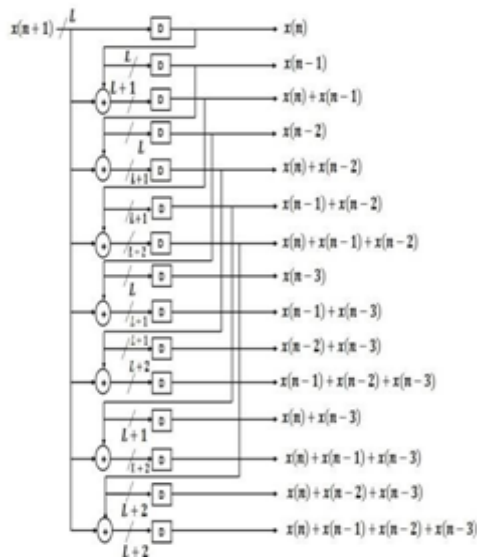 x(n+1) L D x(n)
L D x(n−1)
+ L+1 D x(n)+x(n−1)
L D x(n−2)
+ L+1 D x(n)+x(n−2)
L+1 D x(n−1)+x(n−2)
+ L+2 D x(n)+x(n−1)+x(n−2)
L D x(n−3)
+ L+1 D x(n−1)+x(n−3)
L+1 D x(n−2)+x(n−3)
+ L+2 D x(n−1)+x(n−2)+x(n−3)
L+1 D x(n)+x(n−3)
+ L+2 D x(n)+x(n−1)+x(n−3)
L+2 D x(n)+x(n−2)+x(n−3)
+ L+2 D x(n)+x(n−1)+x(n−2)+x(n−3)